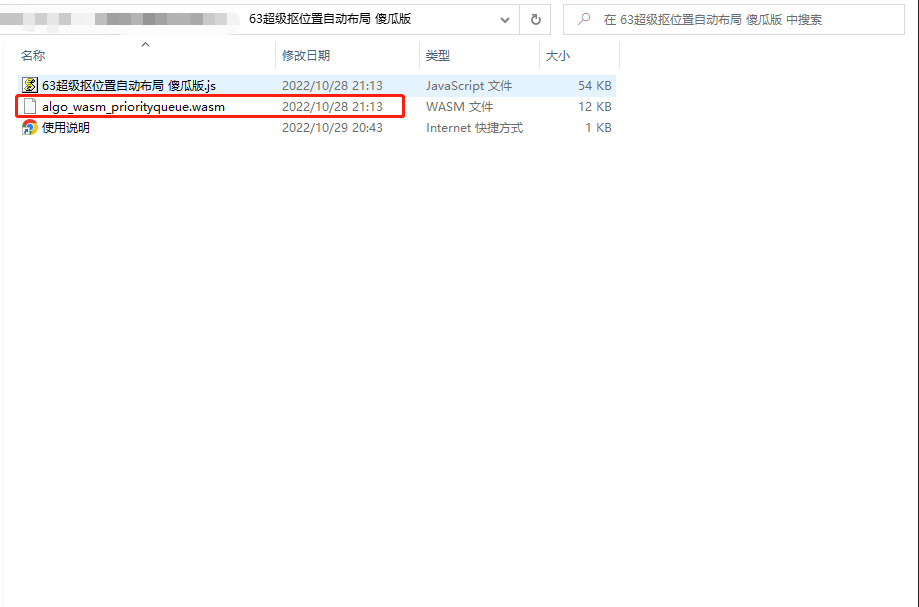 63超级抠位置自动布局 傻瓜版
在 63超级抠位置自动布局 傻瓜版 中搜索
名称 修改日期 类型 大小
63超级抠位置自动布局 傻瓜版.js 2022/10/28 21:13 JavaScript 文件 54 KB
algo_wasm_priorityqueue.wasm 2022/10/28 21:13 WASM 文件 12 KB
使用说明 2022/10/29 20:43 Internet 快捷方式 1 KB